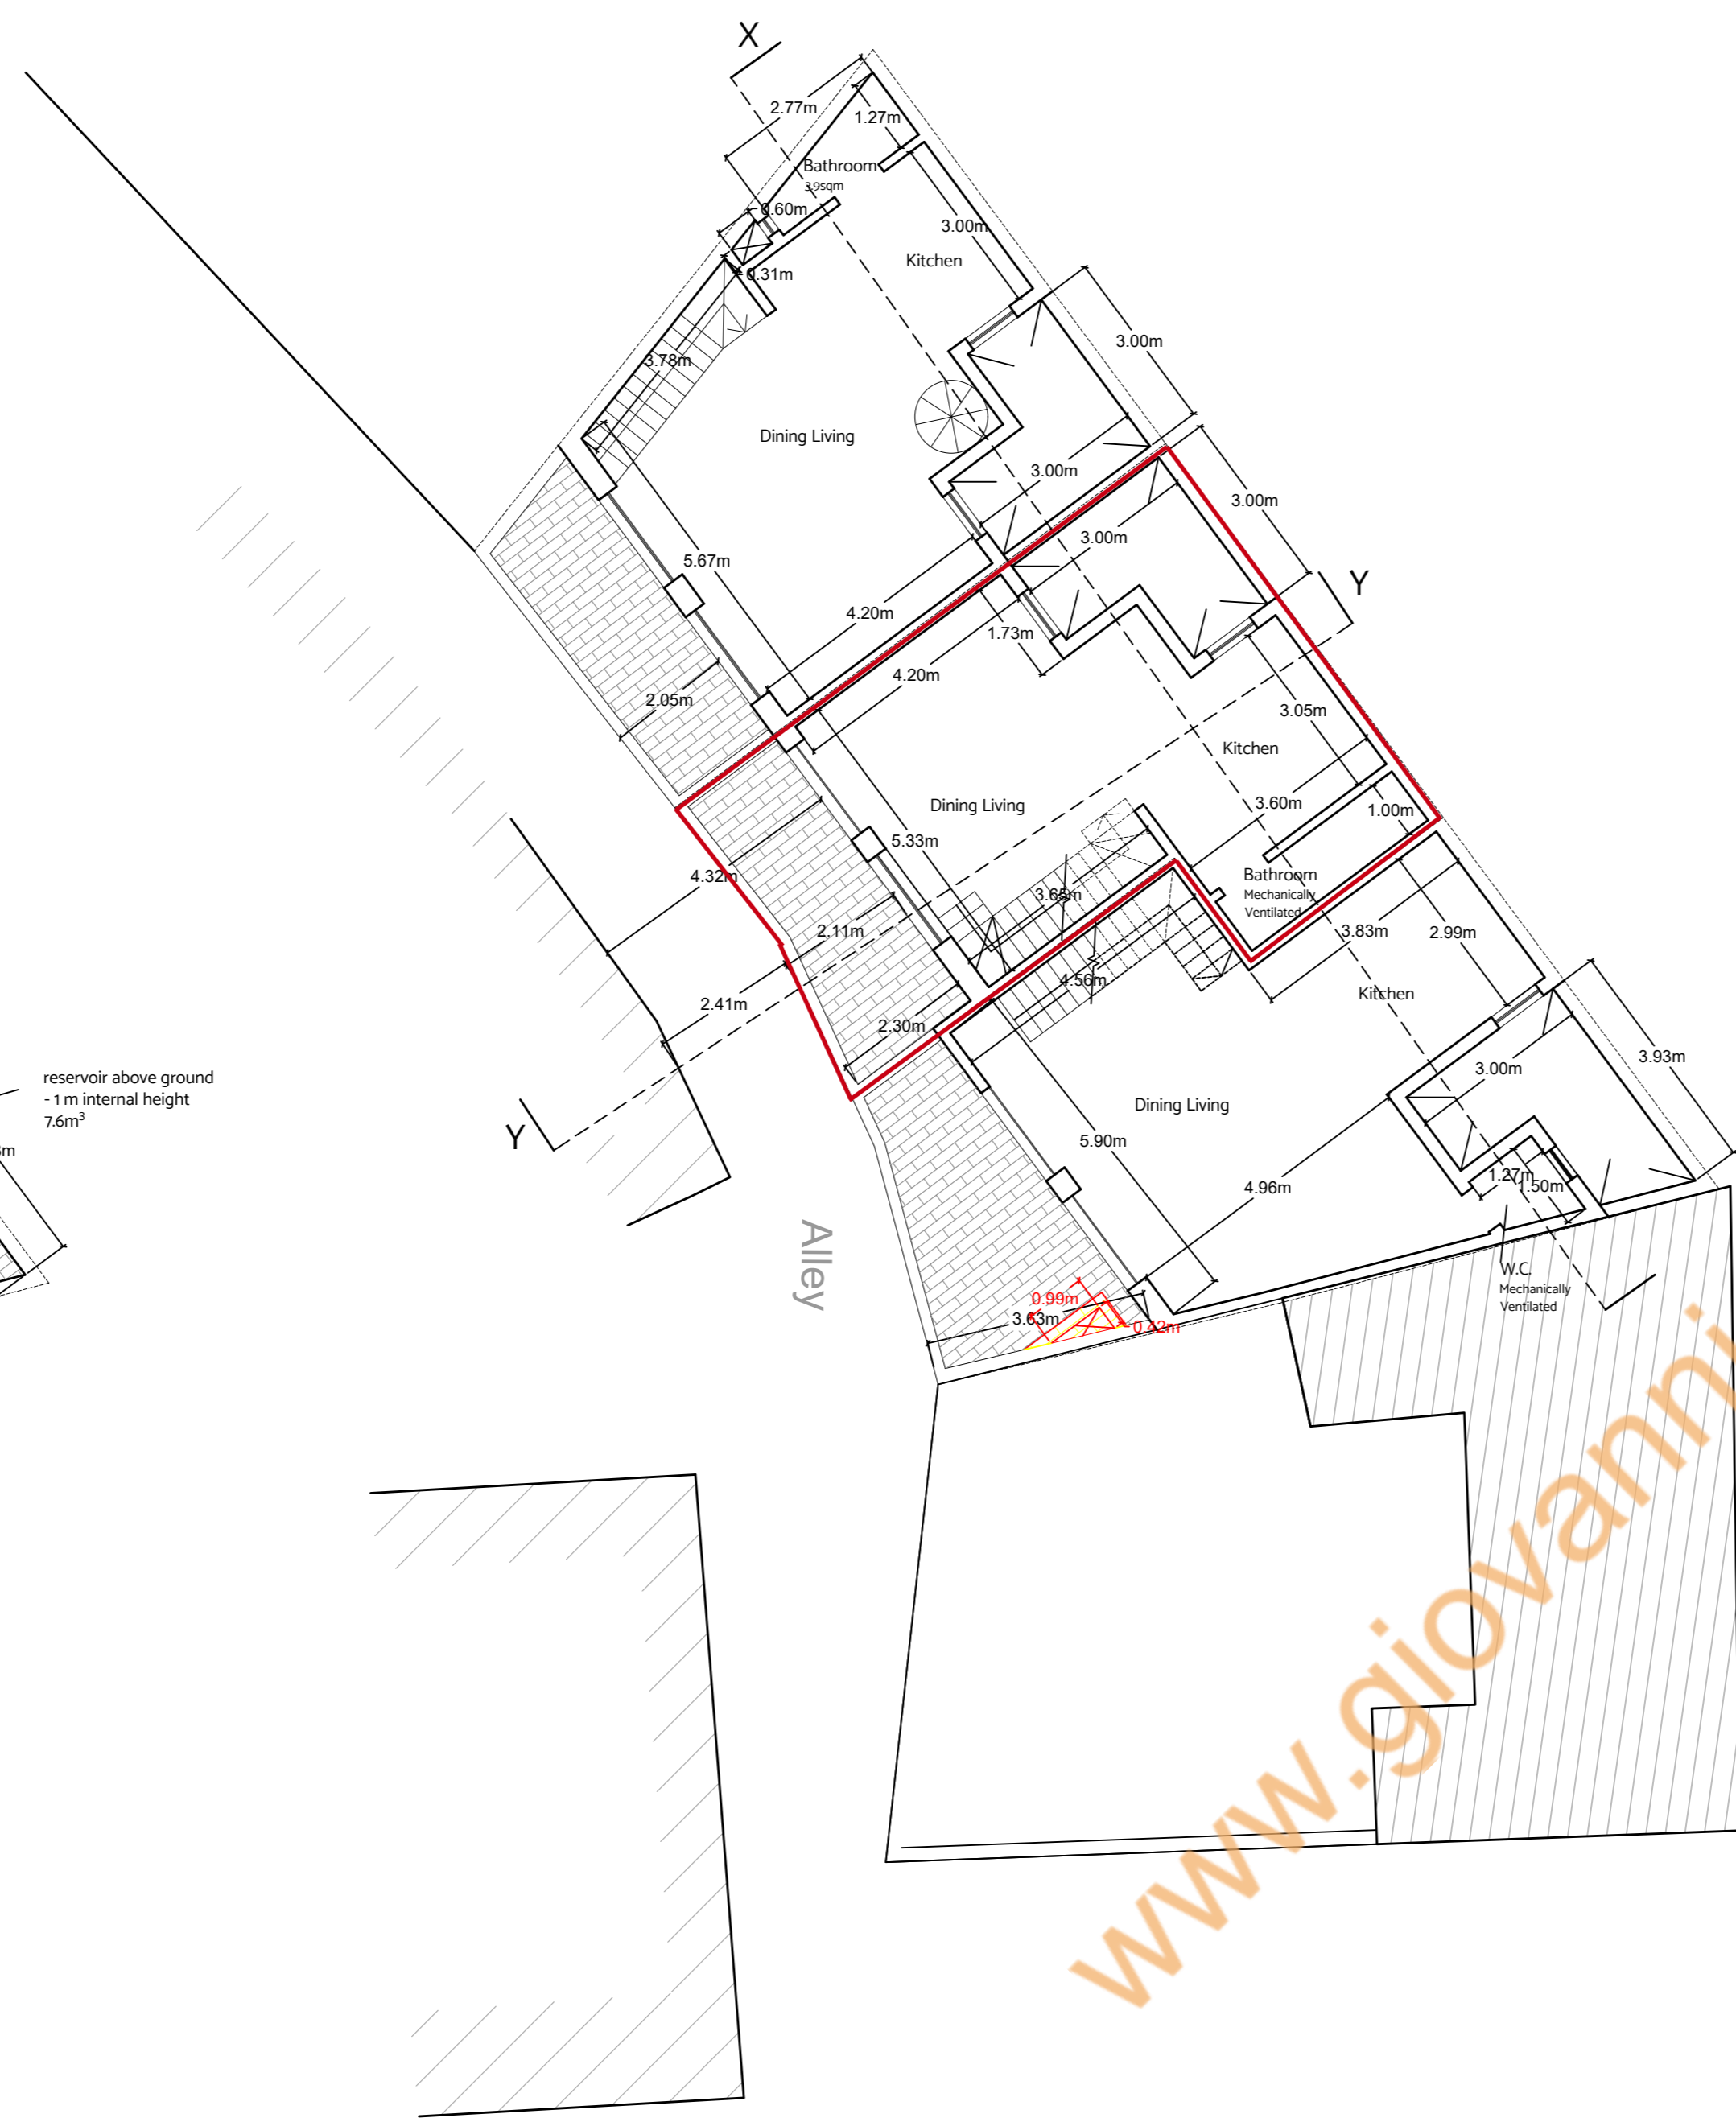 X
2.77m
1.27m
Bathroom
3.9sqm
0.60m
3.00m
Kitchen
0.31m
3.00m
3.78m
Dining Living
3.00m
3.00m
3.00m
5.67m
Y
4.20m
1.73m
4.20m
2.05m
3.05m
Kitchen
Dining Living
3.60m
1.00m
5.33m
4.32m
Bathroom
Mechanically
Ventilated
3.65m
2.11m
3.83m
2.99m
4.56m
Kitchen
2.41m
2.30m
3.93m
3.00m
reservoir above ground
- 1 m internal height
7.6m³
Dining Living
Y
5.90m
1.27m
1.50m
4.96m
Alley
W.C.
Mechanically
Ventilated
0.99m
3.63m
0.42m
www.giovanni